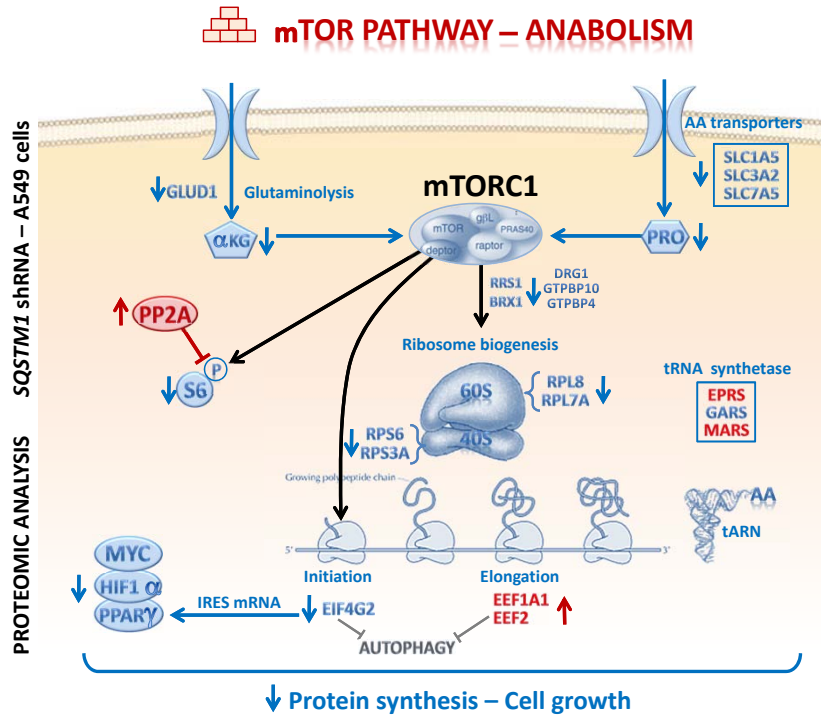 mTOR PATHWAY – ANABOLISM
AA transporters
SLC1A5
SLC3A2
SLC7A5
GLUD1
Glutaminolysis
mTORC1
mTOR
gβL
PRAS40
deptor
raptor
αKG
PRO
RRS1
BRX1
DRG1
GTPBP10
GTPBP4
PP2A
P
S6
Ribosome biogenesis
60S
40S
RPL8
RPL7A
RPS6
RPS3A
tRNA synthetase
EPRS
GARS
MARS
Growing polypeptide chain
5'
3'
AA
tARN
Initiation
Elongation
MYC
HIF1 α
PPARγ
IRES mRNA
EIF4G2
EEF1A1
EEF2
AUTOPHAGY
Protein synthesis – Cell growth
SQSTM1 shRNA – A549 cells
PROTEOMIC ANALYSIS